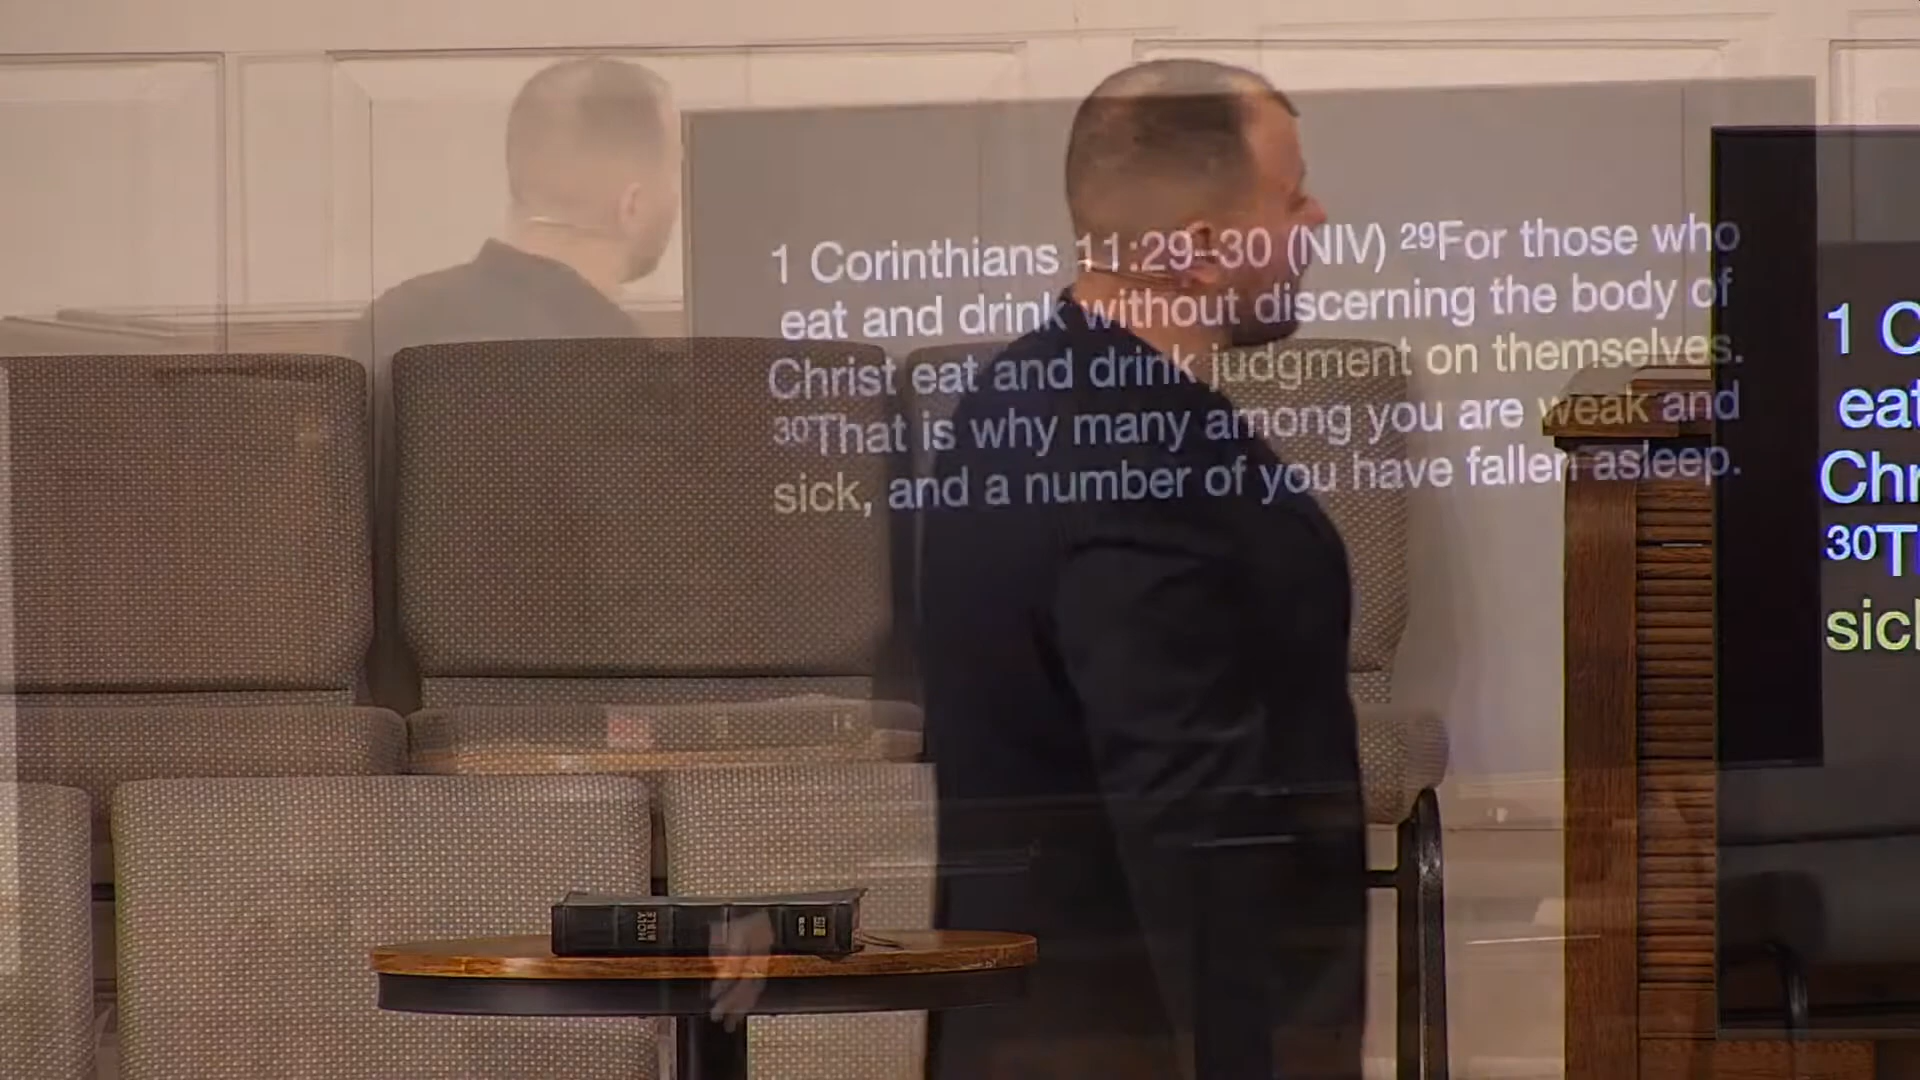 1 Corinthians 11:29-30 (NIV) ²⁹For those who
eat and drink without discerning the body of
Christ eat and drink judgment on themselves.
³⁰That is why many among you are weak and
sick, and a number of you have fallen asleep.
1 C
eat
Chr
³⁰T
sick
HOLY
BIBLE